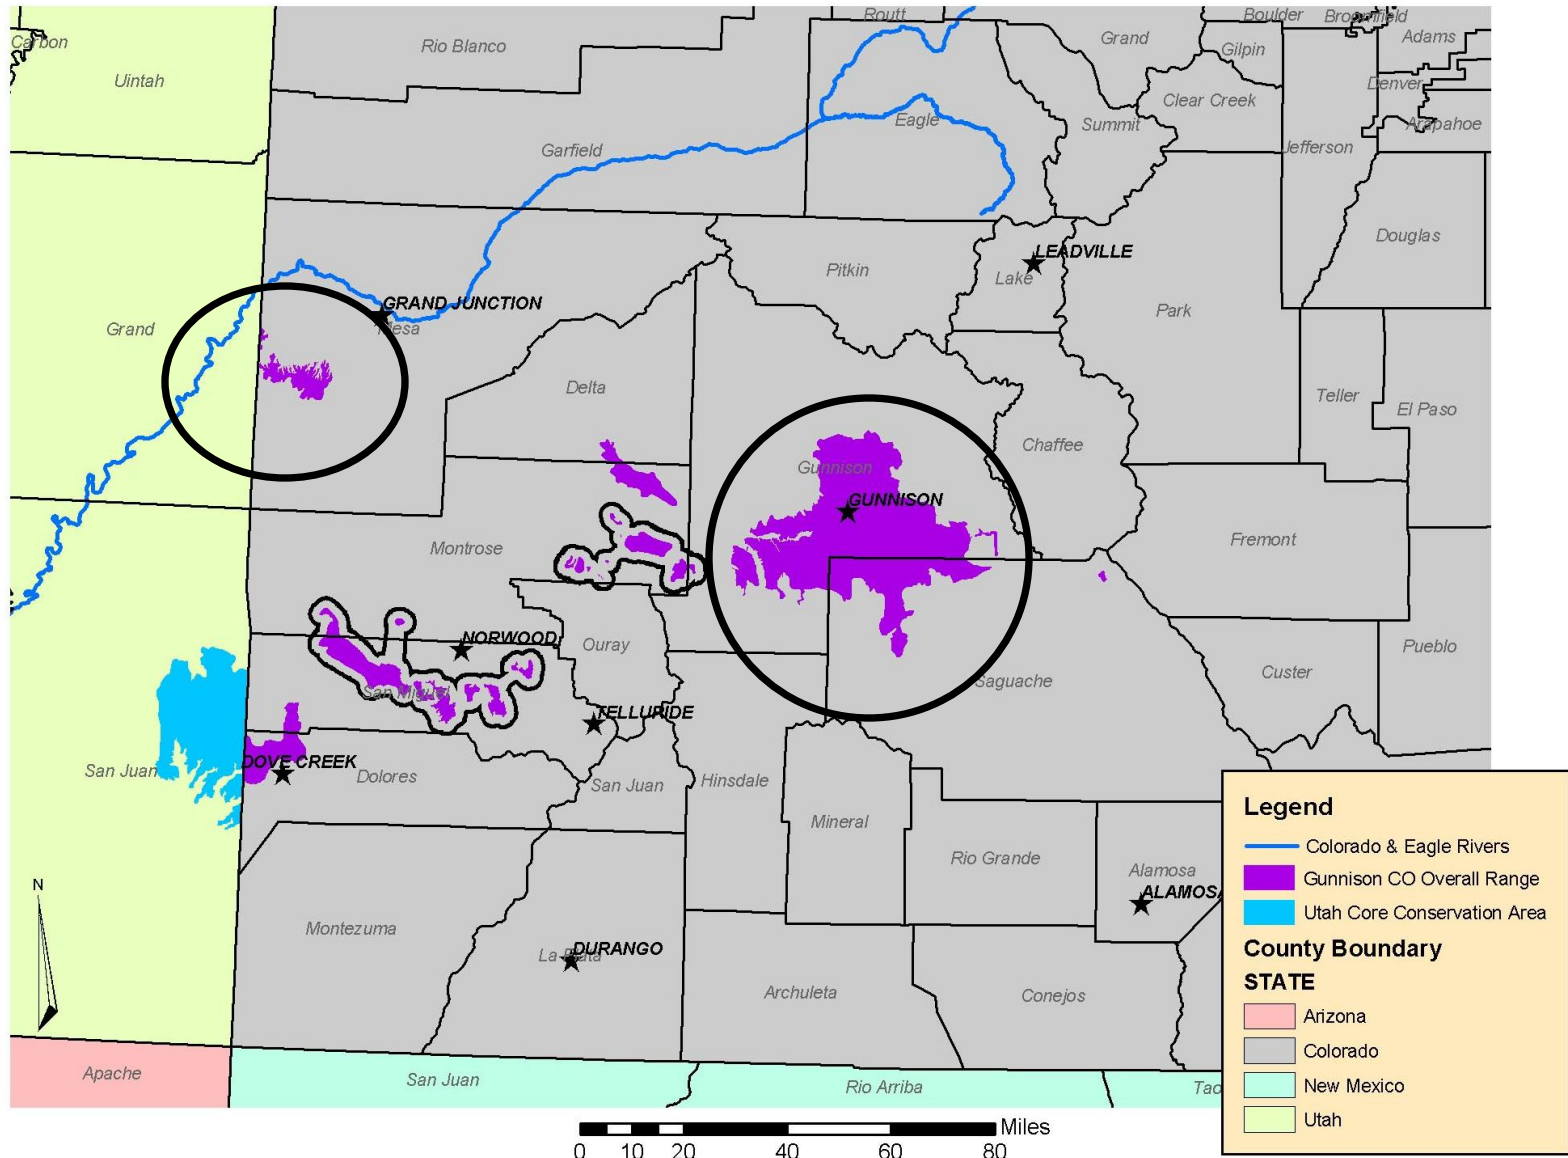 Routt
Boulder
Broomfield
Carbon
Rio Blanco
Grand
Gilpin
Adams
Uintah
Denver
Clear Creek
Eagle
Summit
Arapahoe
Garfield
Jefferson
Douglas
LEADVILLE
Pitkin
Lake
GRAND JUNCTION
Park
Grand
Mesa
Delta
Teller
El Paso
Chaffee
Gunnison
GUNNISON
Montrose
Fremont
NORWOOD
Ouray
Pueblo
Custer
San Miguel
Saguache
TELLURIDE
DOVE CREEK
San Juan
Dolores
San Juan
Hinsdale
Mineral
Rio Grande
Alamosa
ALAMOSA
Montezuma
DURANGO
La Plata
Archuleta
Conejos
N
Apache
San Juan
Rio Arriba
Tao
Legend
Colorado & Eagle Rivers
Gunnison CO Overall Range
Utah Core Conservation Area
County Boundary
STATE
Arizona
Colorado
New Mexico
Utah
Miles
0 10 20 40 60 80